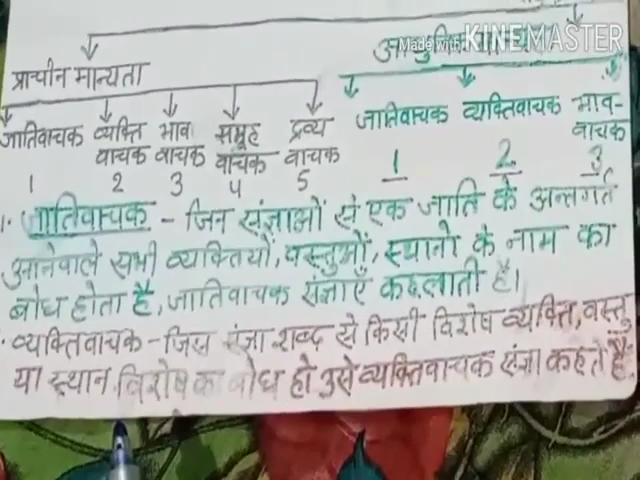 Made with KINEMASTER
प्राचीन मान्यता
जातिवाचक व्यक्ति वाचक भाव वाचक समूह वाचक द्रव्य वाचक
1 2 3 4 5
जातिवाचक व्यक्तिवाचक भाव-वाचक
1 2 3
1. जातिवाचक - जिन संज्ञाओं से एक जाति के अन्तर्गत
आनेवाले सभी व्यक्तियों, वस्तुओं, स्थानो के नाम का
बोध होता है, जातिवाचक संज्ञाएँ कहलाती है।
व्यक्तिवाचक - जिस संज्ञा शब्द से किसी विशेष व्यक्ति, वस्तु
या स्थान विशेष का बोध हो उसे व्यक्तिवाचक संज्ञा कहते हैं.